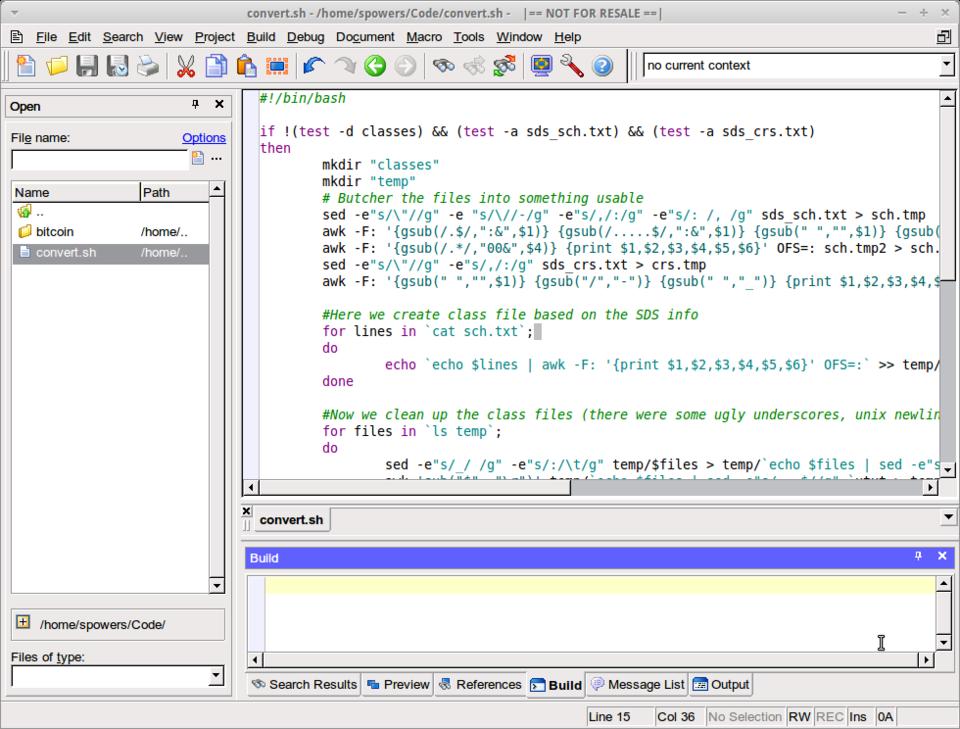 convert.sh - /home/spowers/Code/convert.sh - |== NOT FOR RESALE ==|
File Edit Search View Project Build Debug Document Macro Tools Window Help
no current context
Open
File name: Options
...
Name Path
..
bitcoin /home/..
convert.sh /home/..
/home/spowers/Code/
Files of type:
#!/bin/bash
if !(test -d classes) && (test -a sds_sch.txt) && (test -a sds_crs.txt)
then
mkdir "classes"
mkdir "temp"
# Butcher the files into something usable
sed -e"s/\"//g" -e "s/\//-/g" -e"s/,/:/g" -e"s/: /, /g" sds_sch.txt > sch.tmp
awk -F: '{gsub(/.$/,":&",$1)} {gsub(/.....$/,":&",$1)} {gsub(" ","",$1)} {gsub(
awk -F: '{gsub(/.*/,"00&",$4)} {print $1,$2,$3,$4,$5,$6}' OFS=: sch.tmp2 > sch.
sed -e"s/\"//g" -e"s/,/:/g" sds_crs.txt > crs.tmp
awk -F: '{gsub(" ","",$1)} {gsub("/","-")} {gsub(" ","_")} {print $1,$2,$3,$4,$
#Here we create class file based on the SDS info
for lines in `cat sch.txt`;
do
echo `echo $lines | awk -F: '{print $1,$2,$3,$4,$5,$6}' OFS=:` >> temp/
done
#Now we clean up the class files (there were some ugly underscores, unix newlin
for files in `ls temp`;
do
sed -e"s/_/ /g" -e"s/:/\t/g" temp/$files > temp/`echo $files | sed -e"s
convert.sh
Build
Search Results Preview References Build Message List Output
Line 15 Col 36 No Selection RW REC Ins 0A